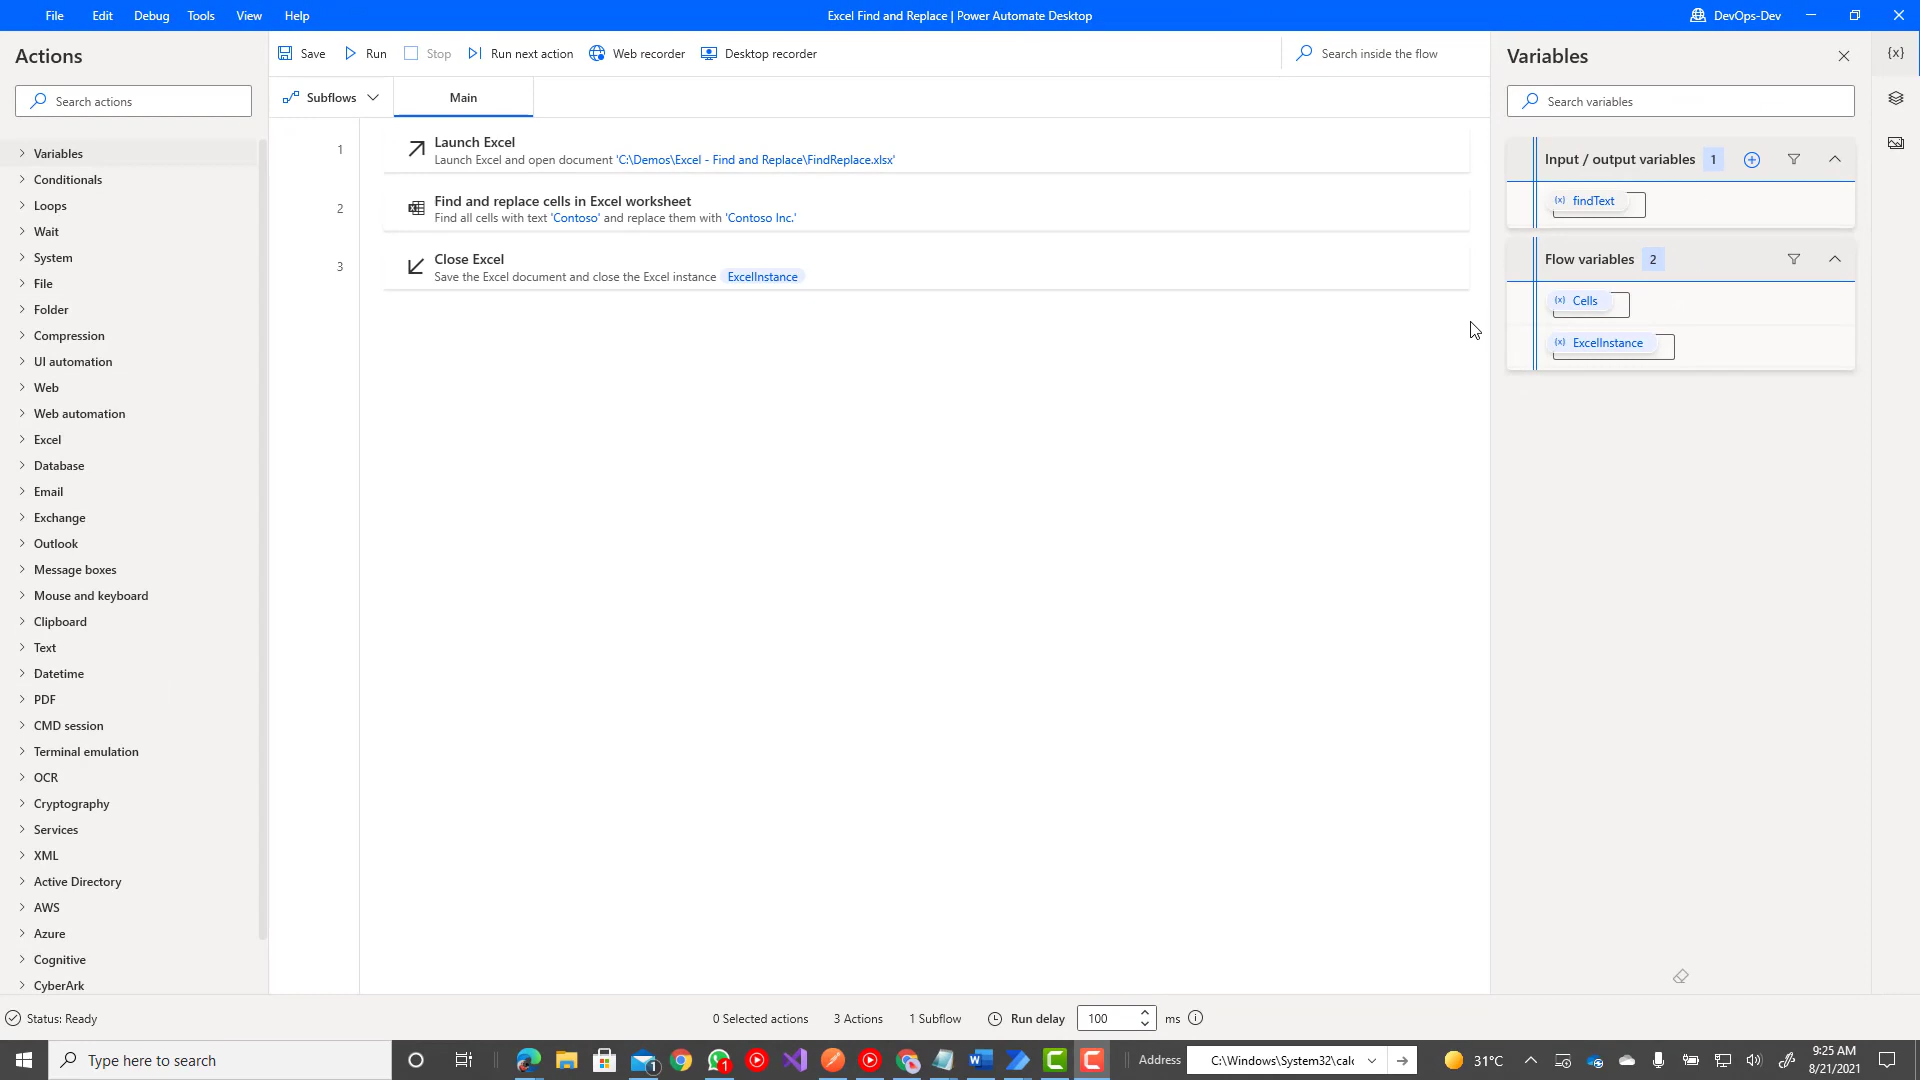 File Edit Debug Tools View Help
Excel Find and Replace | Power Automate Desktop
DevOps-Dev
Actions
Search actions
Variables
Conditionals
Loops
Wait
System
File
Folder
Compression
UI automation
Web
Web automation
Excel
Database
Email
Exchange
Outlook
Message boxes
Mouse and keyboard
Clipboard
Text
Datetime
PDF
CMD session
Terminal emulation
OCR
Cryptography
Services
XML
Active Directory
AWS
Azure
Cognitive
CyberArk
Save Run Stop Run next action Web recorder Desktop recorder
Search inside the flow
Subflows Main
1 Launch Excel
Launch Excel and open document 'C:\Demos\Excel - Find and Replace\FindReplace.xlsx'
2 Find and replace cells in Excel worksheet
Find all cells with text 'Contoso' and replace them with 'Contoso Inc.'
3 Close Excel
Save the Excel document and close the Excel instance ExcelInstance
Variables
{x}
Search variables
Input / output variables 1
(x) findText
Flow variables 2
(x) Cells
(x) ExcelInstance
Status: Ready
0 Selected actions 3 Actions 1 Subflow Run delay 100 ms
Type here to search
1
1
Address C:\Windows\System32\calc
31°C
9:25 AM
8/21/2021